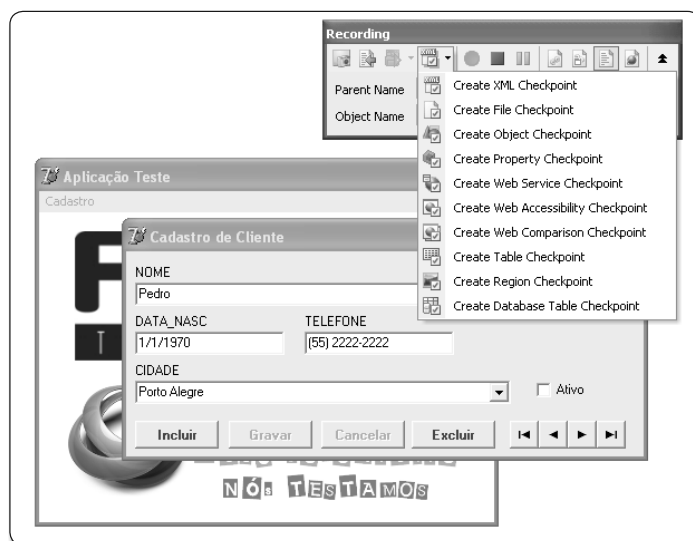 Recording
Parent Name
Object Name
Create XML Checkpoint
Create File Checkpoint
Create Object Checkpoint
Create Property Checkpoint
Create Web Service Checkpoint
Create Web Accessibility Checkpoint
Create Web Comparison Checkpoint
Create Table Checkpoint
Create Region Checkpoint
Create Database Table Checkpoint
Aplicação Teste
Cadastro
Cadastro de Cliente
NOME
Pedro
DATA_NASC TELEFONE
1/1/1970 (55) 2222-2222
CIDADE
Porto Alegre Ativo
Incluir Gravar Cancelar Excluir
NÓS TESTAMOS